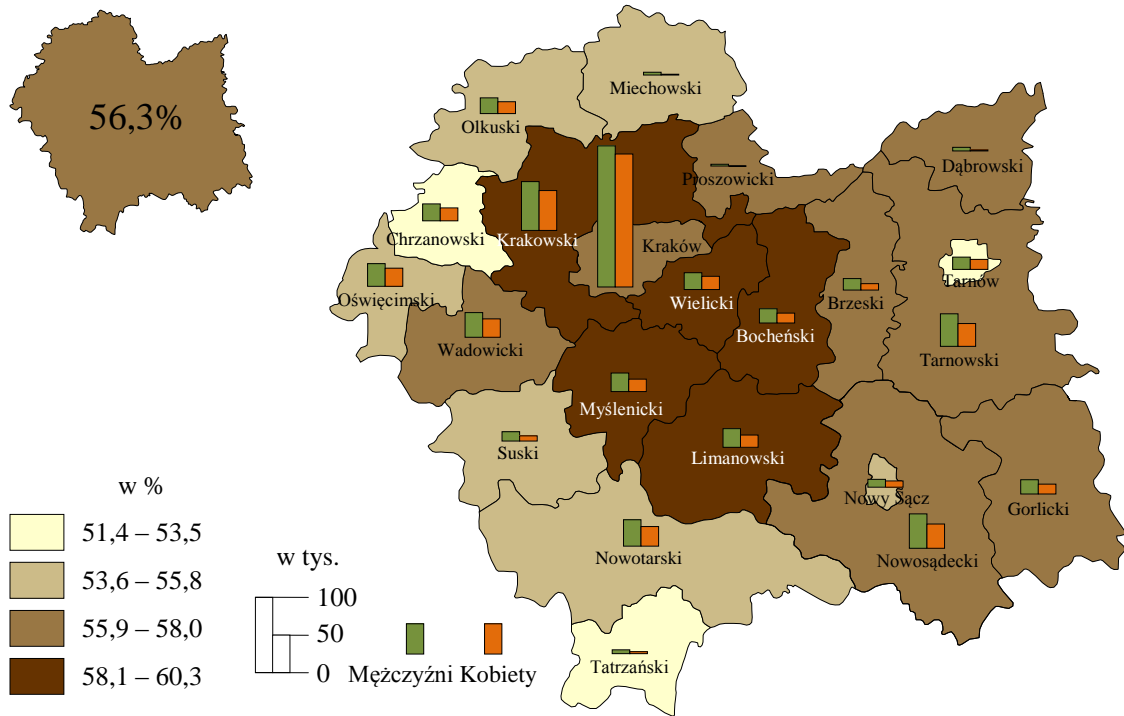 56,3%
Miechowski
Olkuski
Dąbrowski
Proszowicki
Chrzanowski
Krakowski
Kraków
Oświęcimski
Wielicki
Brzeski
Tarnów
Wadowicki
Bocheński
Tarnowski
Myślenicki
Suski
Limanowski
Nowy Sącz
Gorlicki
Nowotarski
Nowosądecki
Tatrzański
w %
51,4 – 53,5
53,6 – 55,8
55,9 – 58,0
58,1 – 60,3
w tys.
100
50
0
Mężczyźni Kobiety